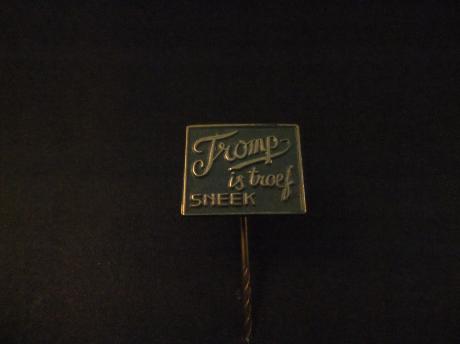 Tromp
is troef
SNEEK